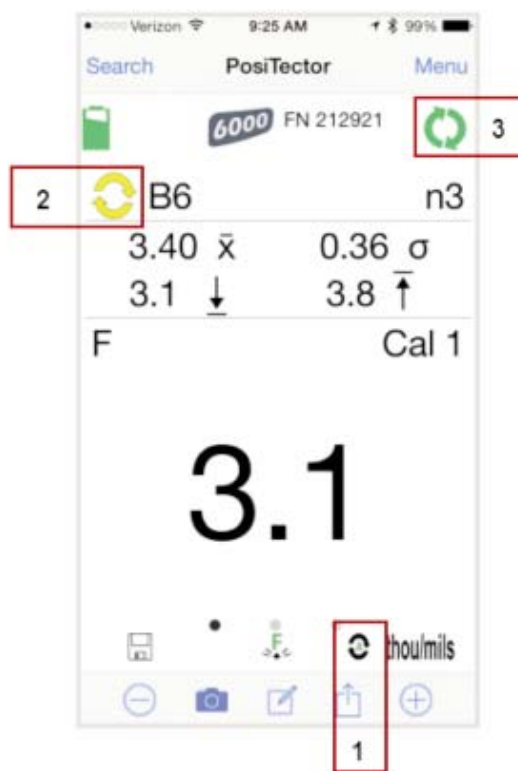 Verizon 9:25 AM 99%
Search PosiTector Menu
6000 FN 212921 3
2 B6 n3
3.40 x̄ 0.36 σ
3.1 ↓ 3.8 ↑
F Cal 1
3.1
F thou/mils
1